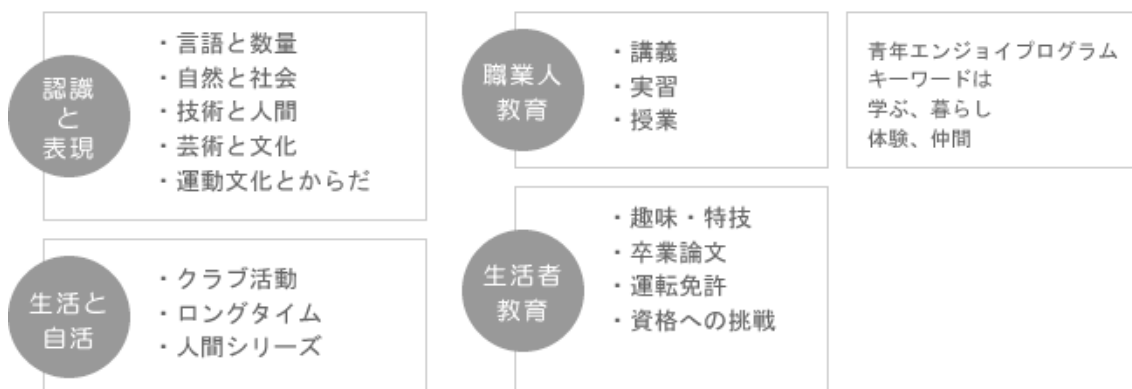 認識
と
表現
・言語と数量
・自然と社会
・技術と人間
・芸術と文化
・運動文化とからだ
生活と
自活
・クラブ活動
・ロングタイム
・人間シリーズ
職業人
教育
・講義
・実習
・授業
生活者
教育
・趣味・特技
・卒業論文
・運転免許
・資格への挑戦
青年エンジョイプログラム
キーワードは
学ぶ、暮らし
体験、仲間